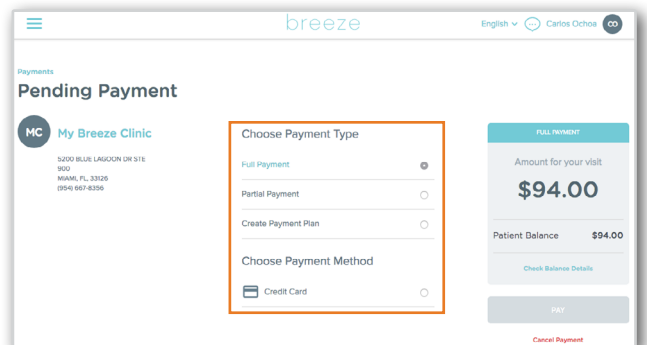 breeze
English
Carlos Ochoa
CO
Payments
Pending Payment
MC
My Breeze Clinic
5200 BLUE LAGOON DR STE
900
MIAMI, FL, 33126
(954) 667-8356
Choose Payment Type
Full Payment
Partial Payment
Create Payment Plan
Choose Payment Method
Credit Card
FULL PAYMENT
Amount for your visit
$94.00
Patient Balance $94.00
Check Balance Details
PAY
Cancel Payment